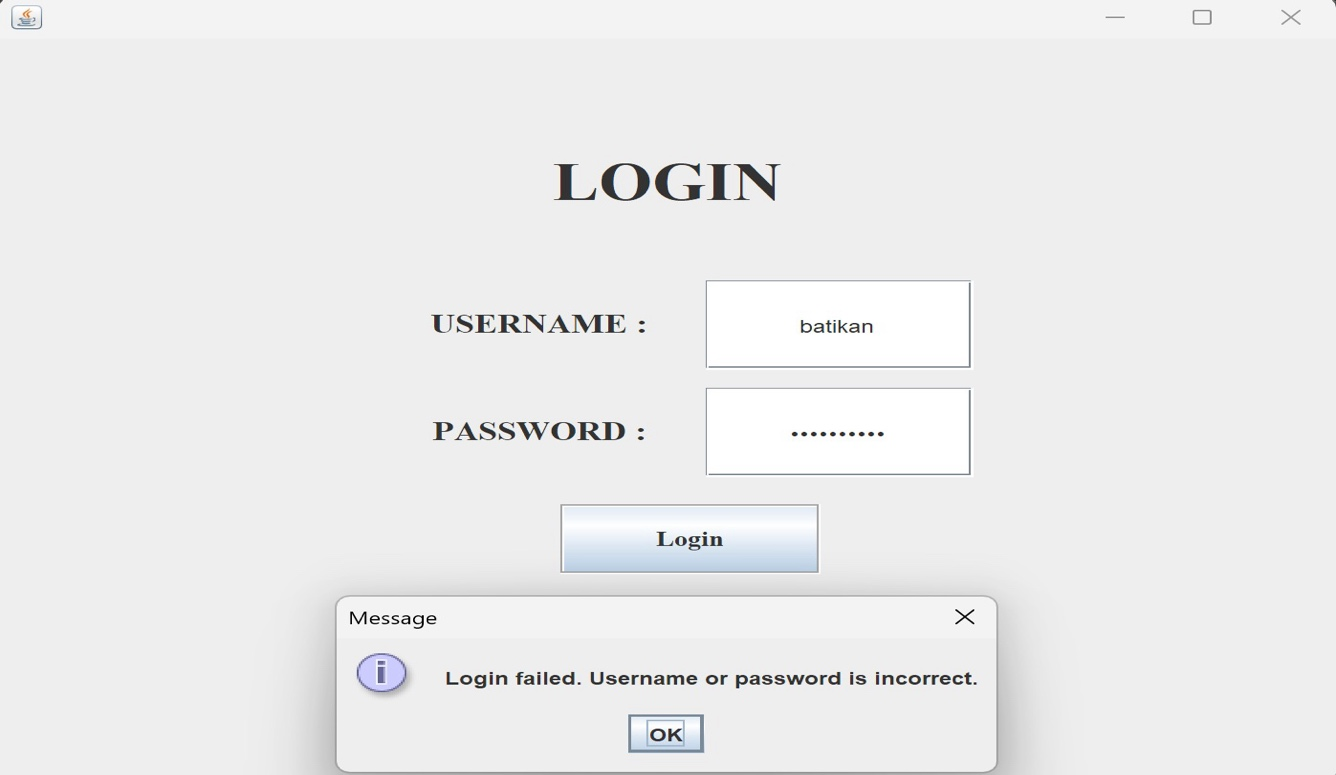 LOGIN
USERNAME : batikan
PASSWORD : ••••••••••
Login
Message
Login failed. Username or password is incorrect.
OK